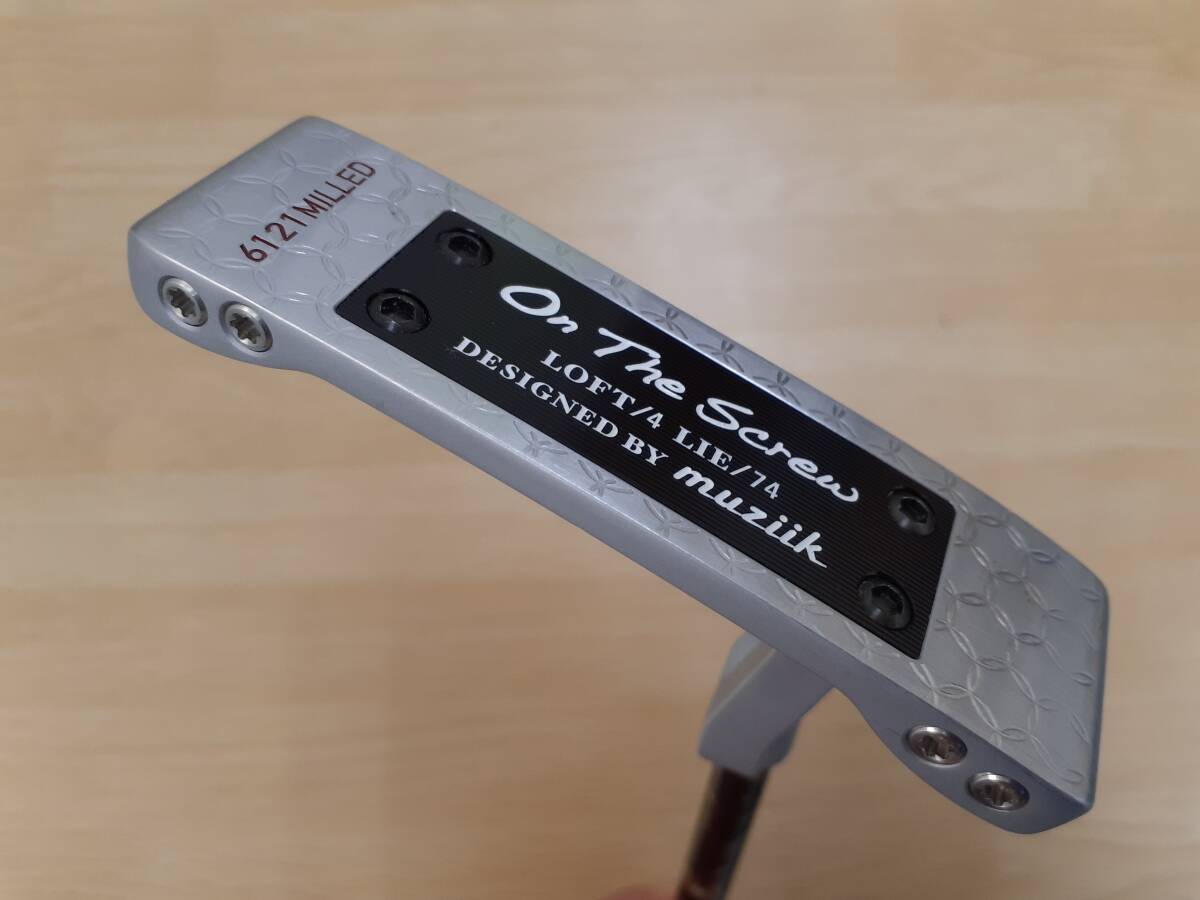 6121 MILLED
On The Screw
LOFT/4 LIE/74
DESIGNED BY muziik